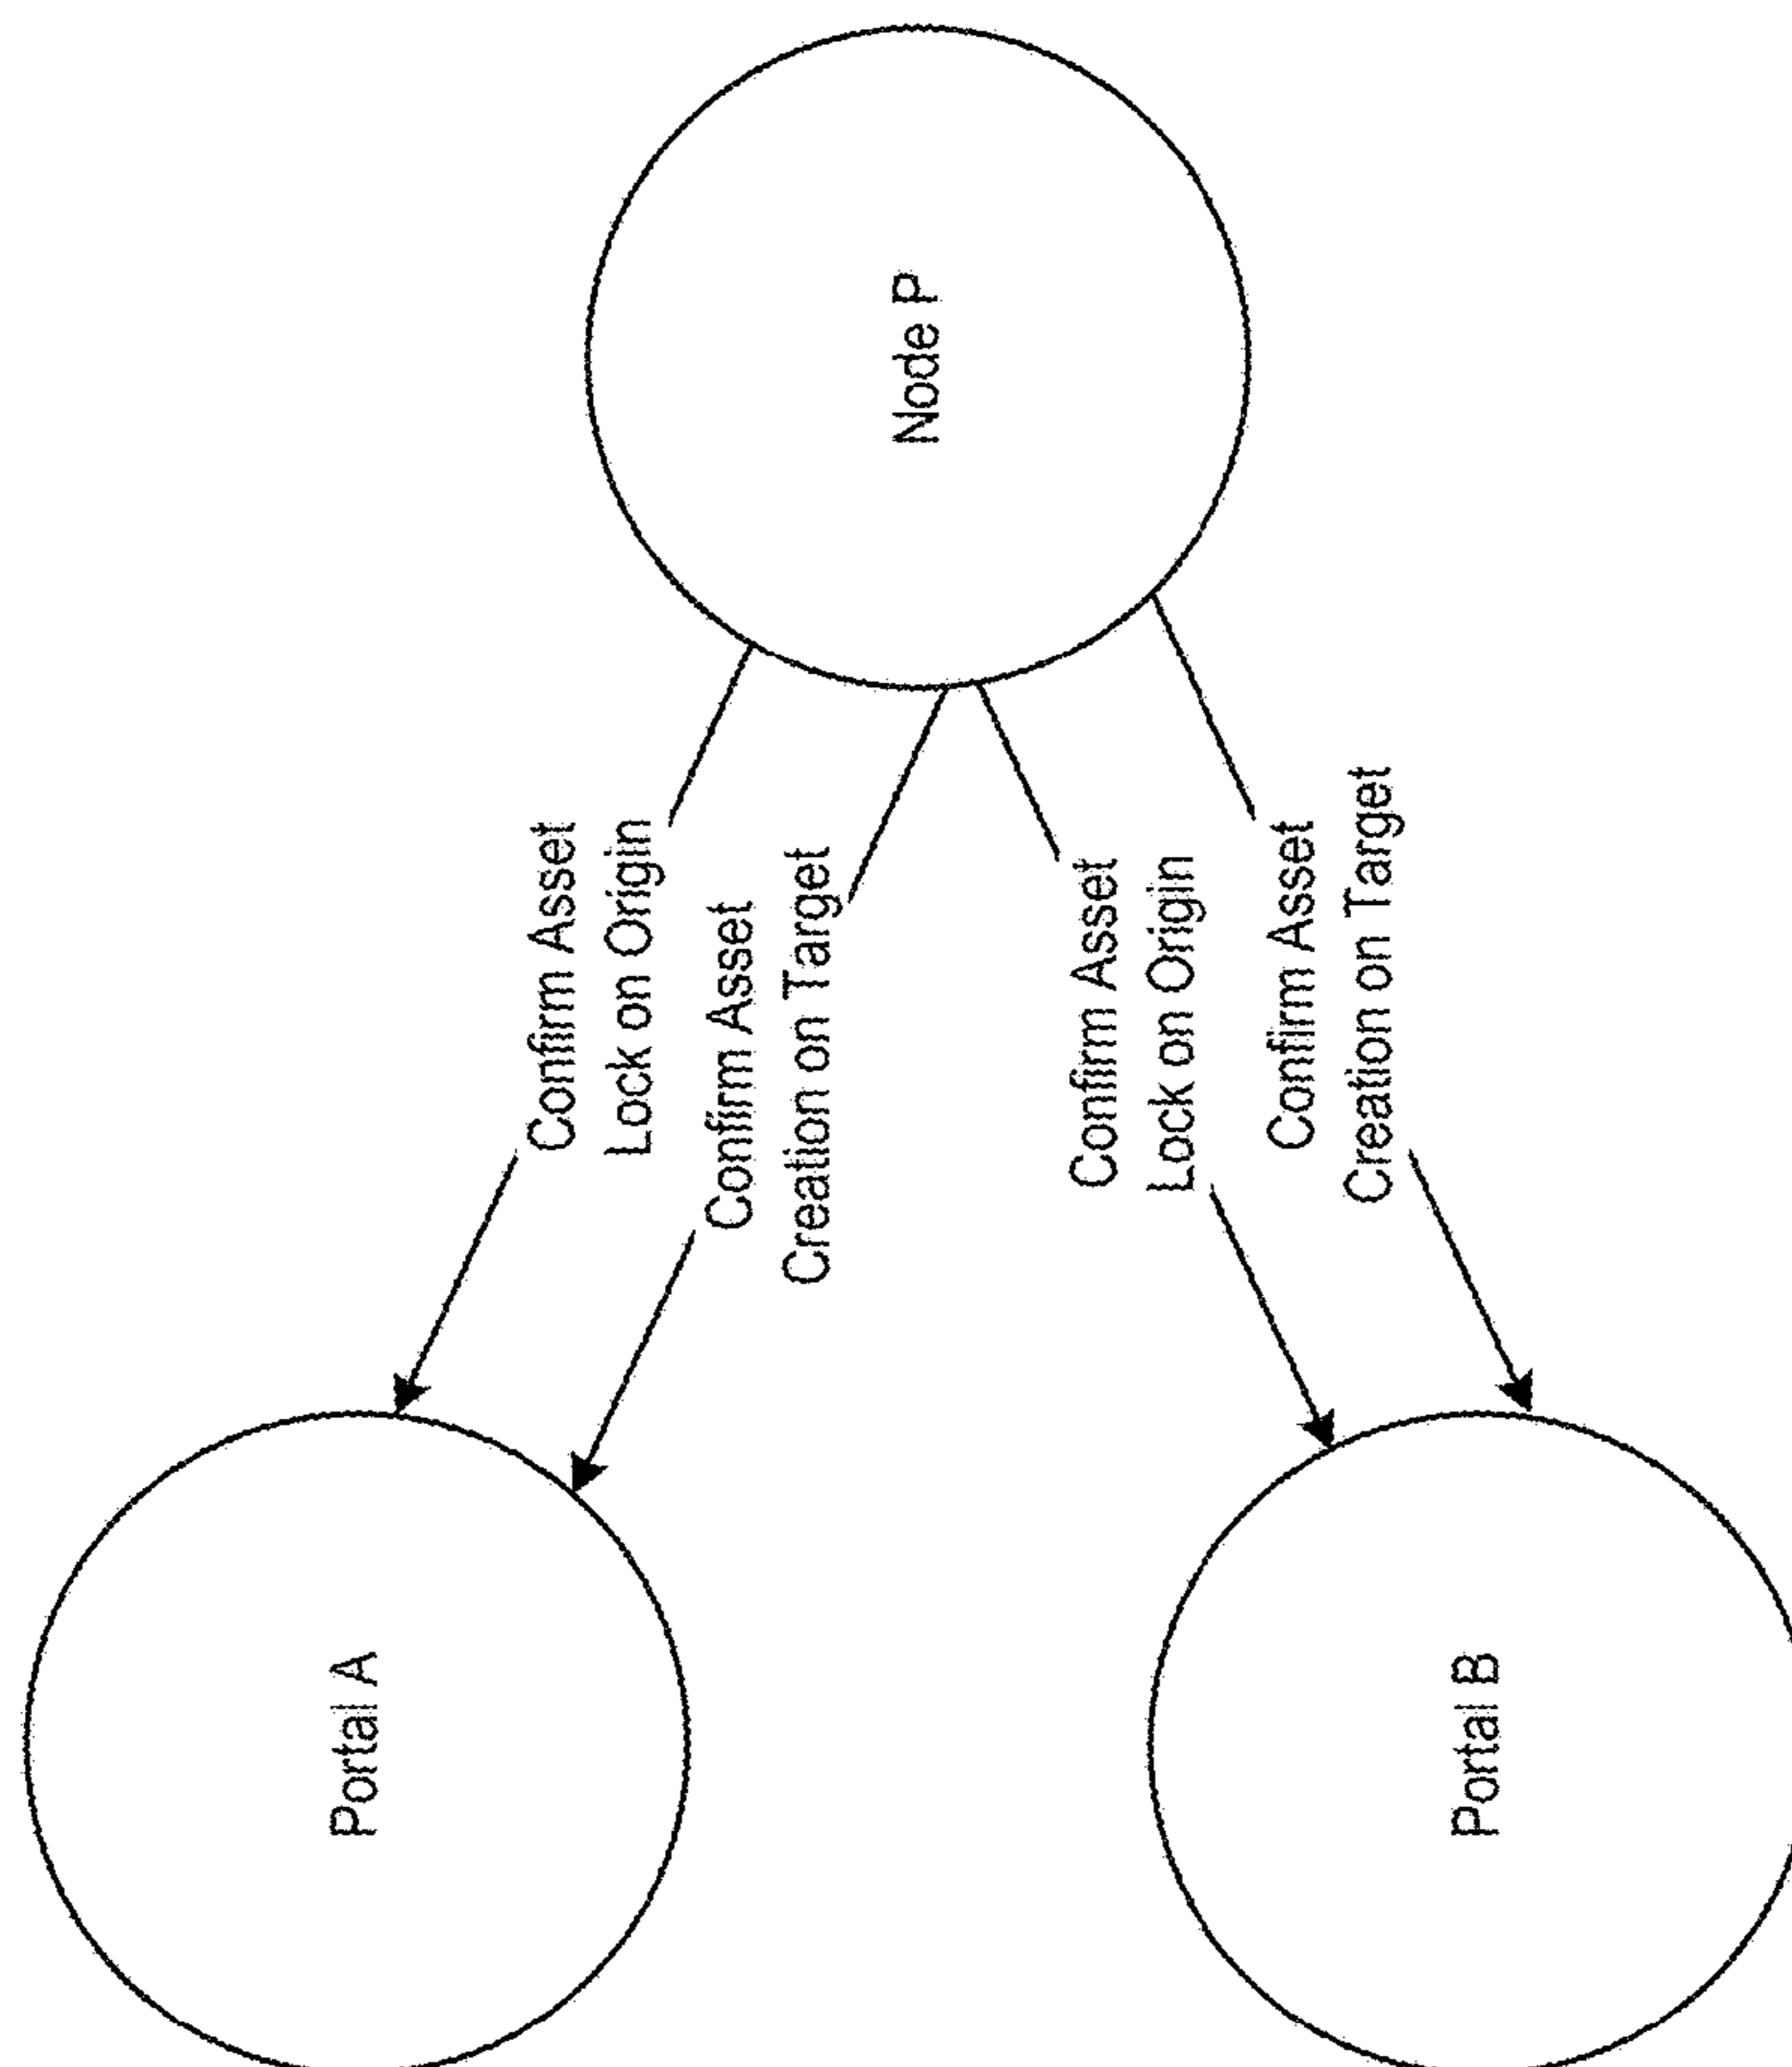 Portal A
Confirm Asset
Lock on Origin
Confirm Asset
Creation on Target
Node P
Confirm Asset
Lock on Origin
Confirm Asset
Creation on Target
Portal B